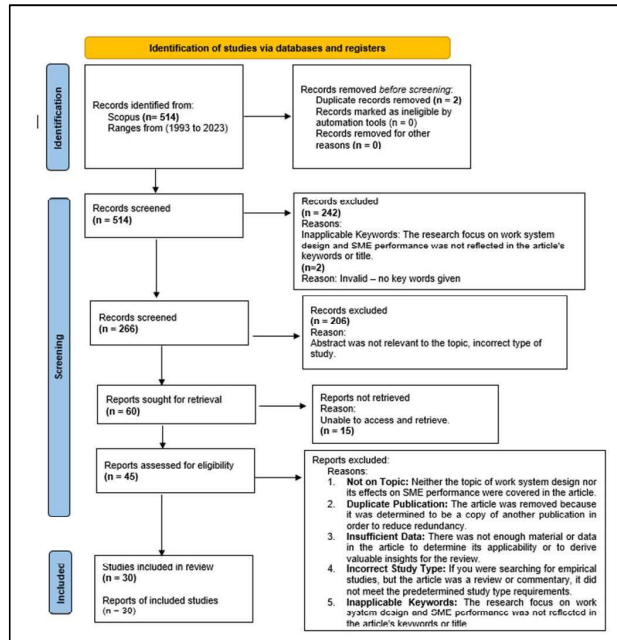 Identification of studies via databases and registers
Identification
Records identified from:
Scopus (n= 514)
Ranges from (1993 to 2023)
Records removed before screening:
Duplicate records removed (n = 2)
Records marked as ineligible by
automation tools (n = 0)
Records removed for other
reasons (n = 0)
Screening
Records screened
(n = 514)
Records excluded
(n = 242)
Reasons:
Inapplicable Keywords: The research focus on work system
design and SME performance was not reflected in the article's
keywords or title.
(n=2)
Reason: Invalid – no key words given
Records screened
(n = 266)
Records excluded
(n = 206)
Reason:
Abstract was not relevant to the topic, incorrect type of
study.
Reports sought for retrieval
(n = 60)
Reports not retrieved
Reason:
Unable to access and retrieve.
(n = 15)
Reports assessed for eligibility
(n = 45)
Reports excluded:
Reasons:
1. Not on Topic: Neither the topic of work system design nor
its effects on SME performance were covered in the article.
2. Duplicate Publication: The article was removed because
it was determined to be a copy of another publication in
order to reduce redundancy.
3. Insufficient Data: There was not enough material or data
in the article to determine its applicability or to derive
valuable insights for the review.
4. Incorrect Study Type: If you were searching for empirical
studies, but the article was a review or commentary, it did
not meet the predetermined study type requirements.
5. Inapplicable Keywords: The research focus on work
system design and SME performance was not reflected in
the article's keywords or title
Included
Studies included in review
(n = 30)
Reports of included studies
(n = 30)